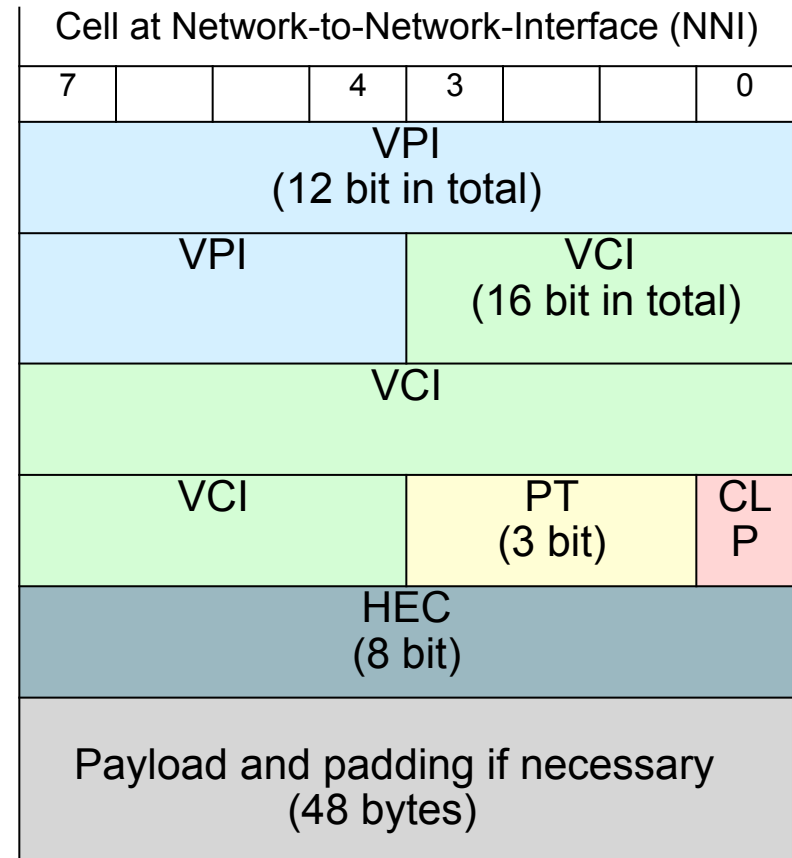 Cell at Network-to-Network-Interface (NNI)
7 4 3 0
VPI
(12 bit in total)
VPI VCI
(16 bit in total)
VCI
VCI PT CL
(3 bit) P
HEC
(8 bit)
Payload and padding if necessary
(48 bytes)